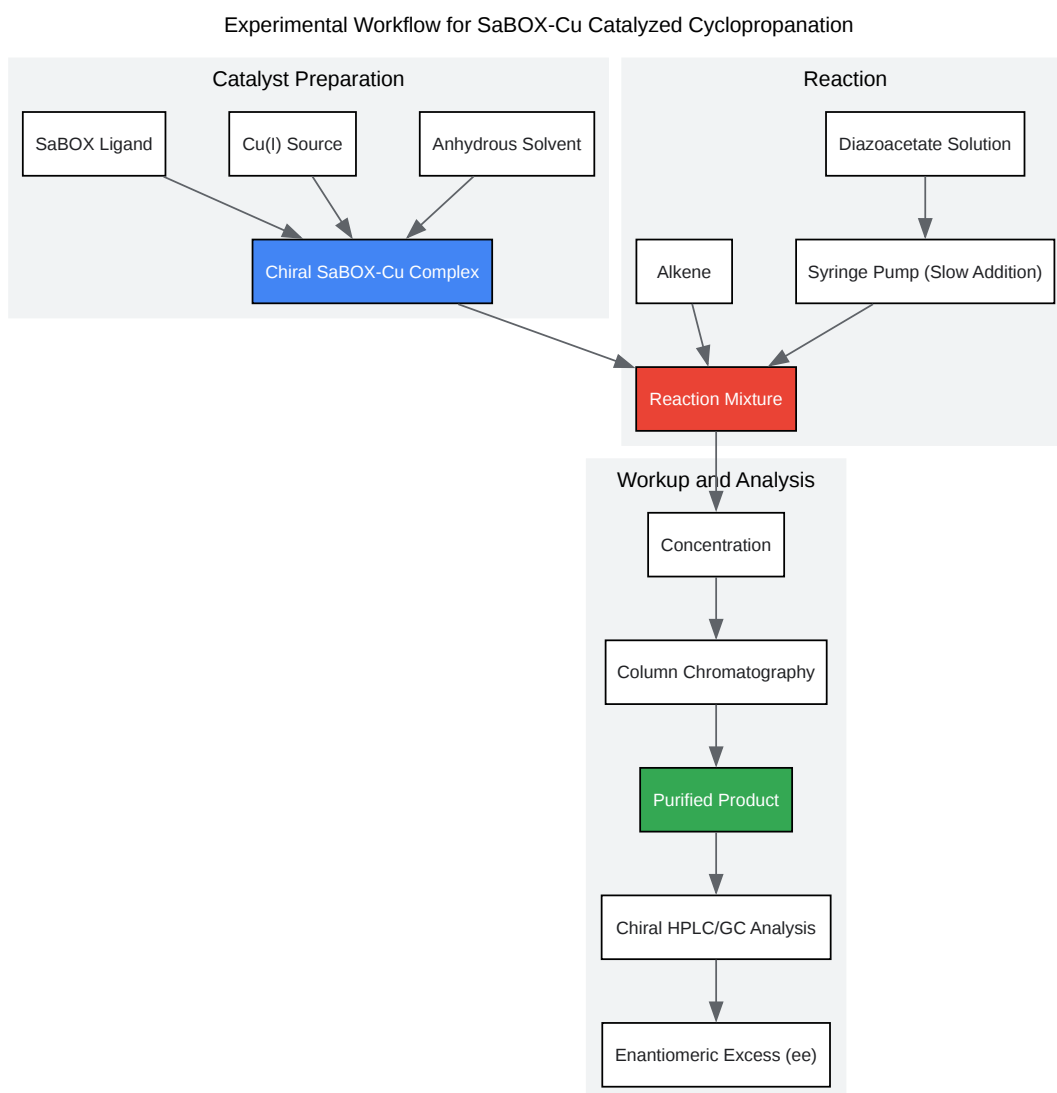 Experimental Workflow for SaBOX-Cu Catalyzed Cyclopropanation
Catalyst Preparation
SaBOX Ligand
Cu(I) Source
Anhydrous Solvent
Chiral SaBOX-Cu Complex
Reaction
Diazoacetate Solution
Alkene
Syringe Pump (Slow Addition)
Reaction Mixture
Workup and Analysis
Concentration
Column Chromatography
Purified Product
Chiral HPLC/GC Analysis
Enantiomeric Excess (ee)